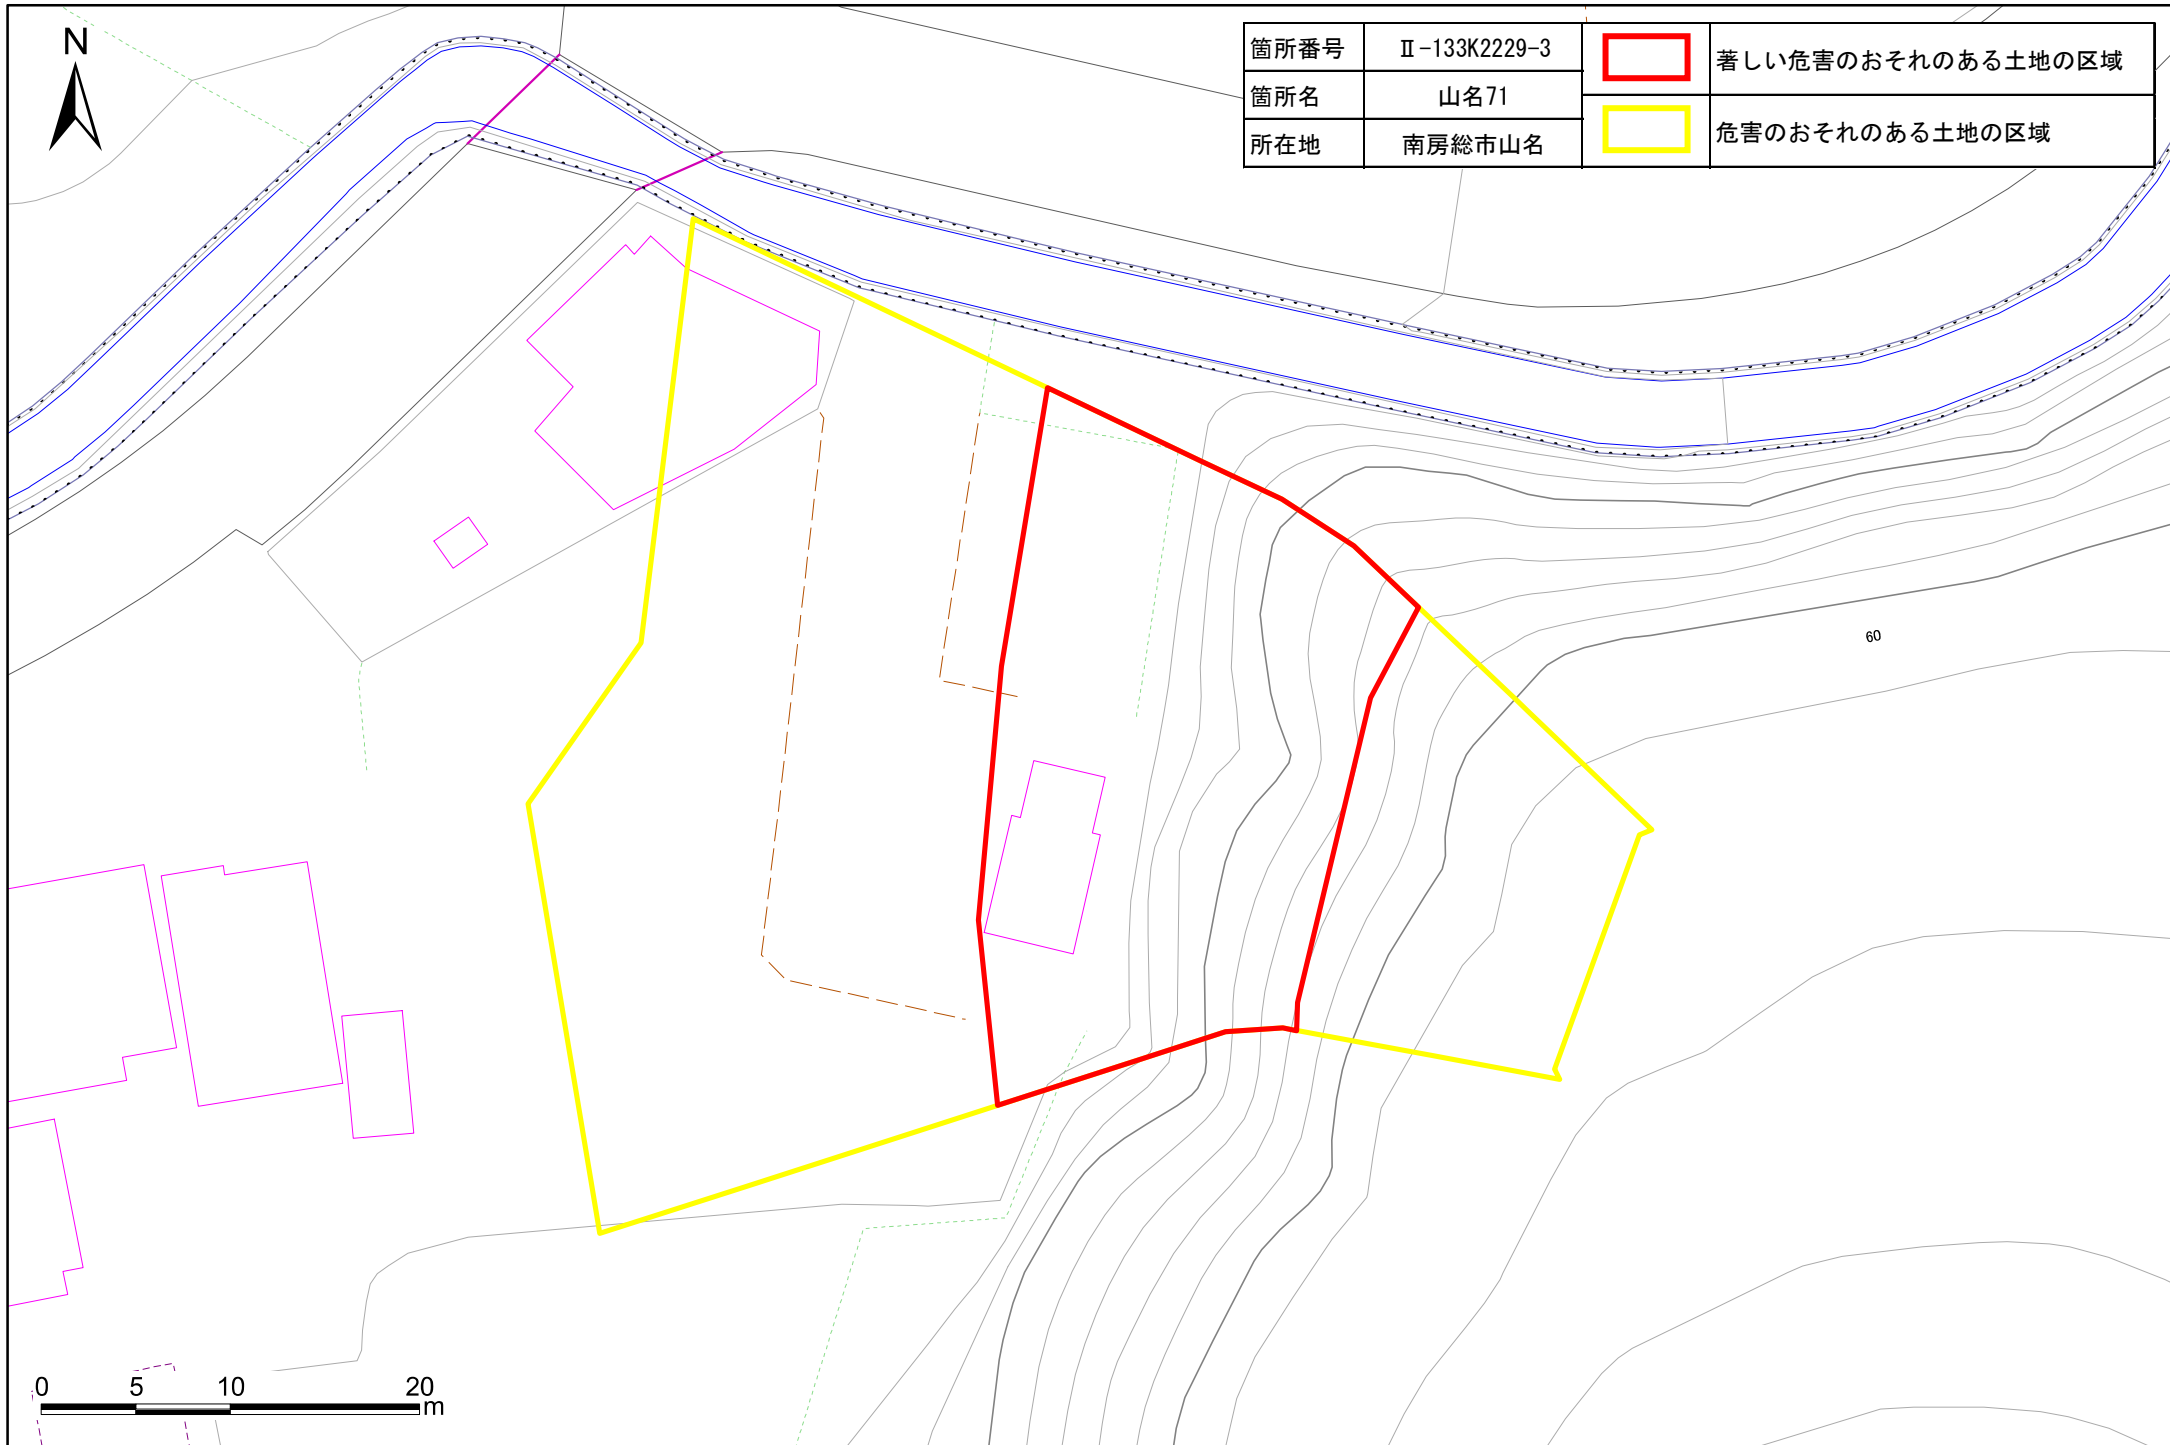 N
箇所番号 Ⅱ-133K2229-3
箇所名 山名71
所在地 南房総市山名
著しい危害のおそれのある土地の区域
危害のおそれのある土地の区域
60
0 5 10 20
m